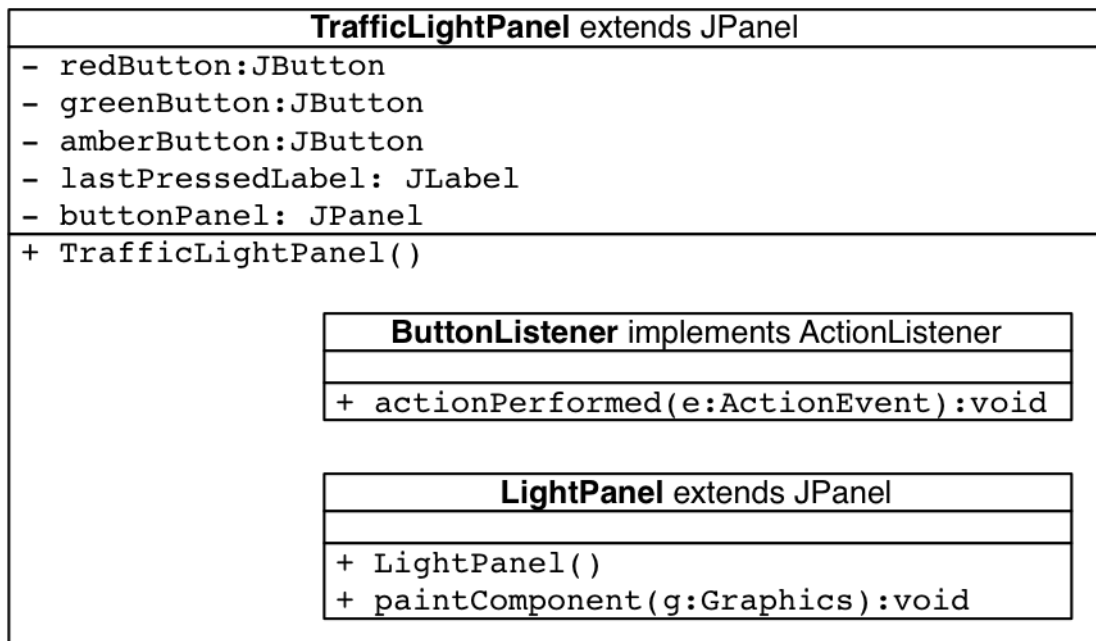 TrafficLightPanel extends JPanel
- redButton:JButton
- greenButton:JButton
- amberButton:JButton
- lastPressedLabel: JLabel
- buttonPanel: JPanel
+ TrafficLightPanel()
ButtonListener implements ActionListener
+ actionPerformed(e:ActionEvent):void
LightPanel extends JPanel
+ LightPanel()
+ paintComponent(g:Graphics):void